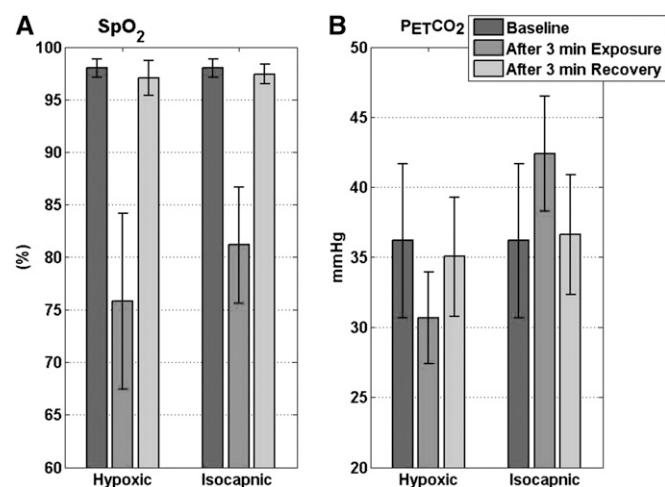 A
SpO2
100
95
90
85
80
75
70
65
60
(%)
Hypoxic
Isocapnic
B
PETCO2
50
45
40
35
30
25
20
mmHg
Hypoxic
Isocapnic
Baseline
After 3 min Exposure
After 3 min Recovery